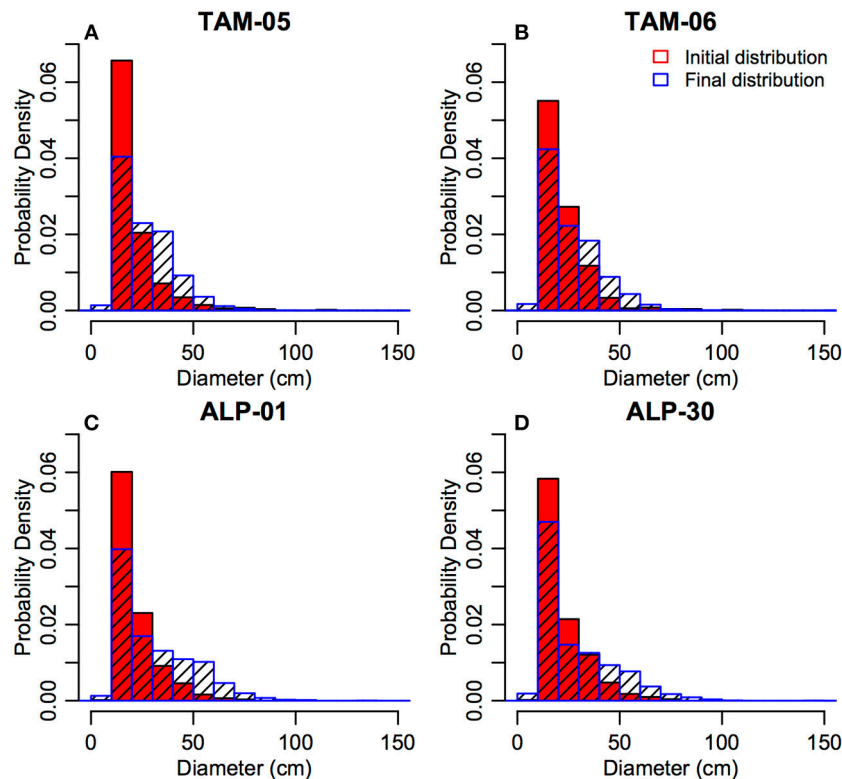 A TAM-05
0.00 0.02 0.04 0.06
Probability Density
0 50 100 150
Diameter (cm)
B TAM-06
Initial distribution
Final distribution
0.00 0.02 0.04 0.06
Probability Density
0 50 100 150
Diameter (cm)
C ALP-01
0.00 0.02 0.04 0.06
Probability Density
0 50 100 150
Diameter (cm)
D ALP-30
0.00 0.02 0.04 0.06
Probability Density
0 50 100 150
Diameter (cm)